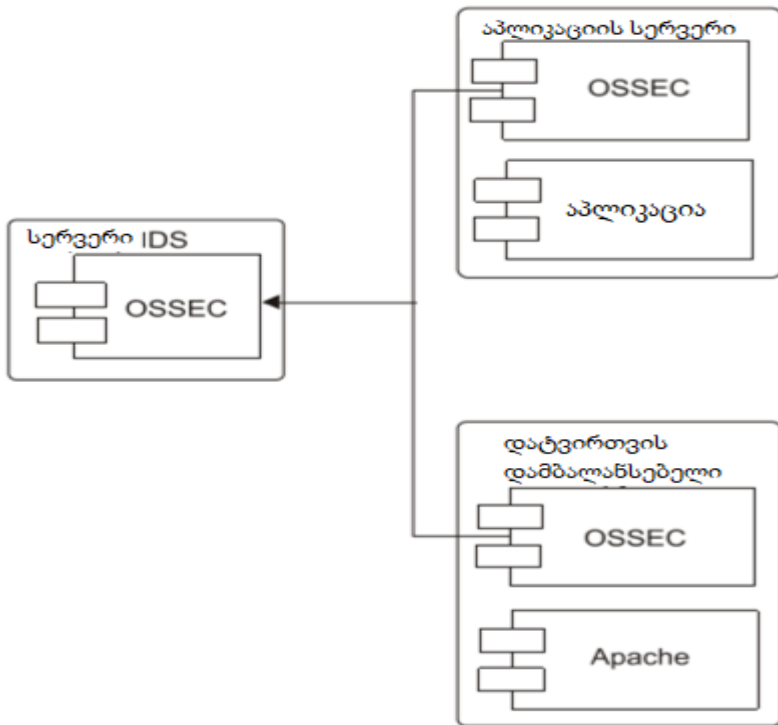 აპლიკაციის სერვერი
OSSEC
აპლიკაცია
სერვერი IDS
OSSEC
დატვირთვის
დამბალანსებელი
OSSEC
Apache